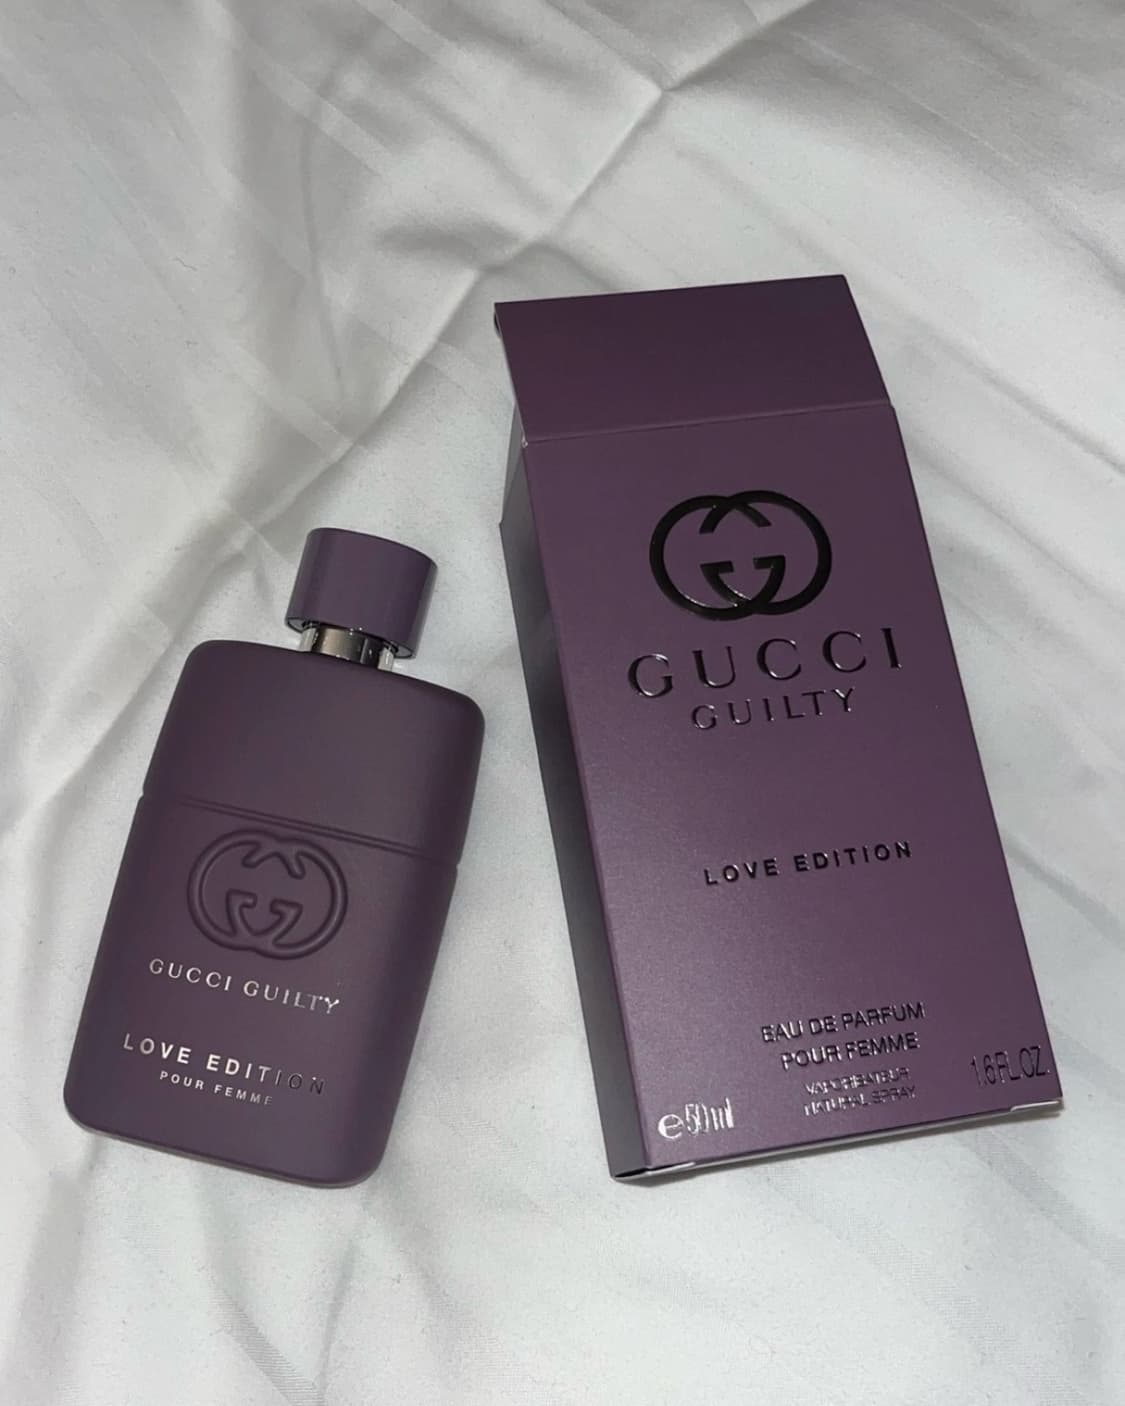 GUCCI GUILTY
LOVE EDITION
POUR FEMME
GUCCI
GUILTY
LOVE EDITION
EAU DE PARFUM
POUR FEMME
VAPORISATEUR
NATURAL SPRAY
e50ml
1.6 FL.OZ.